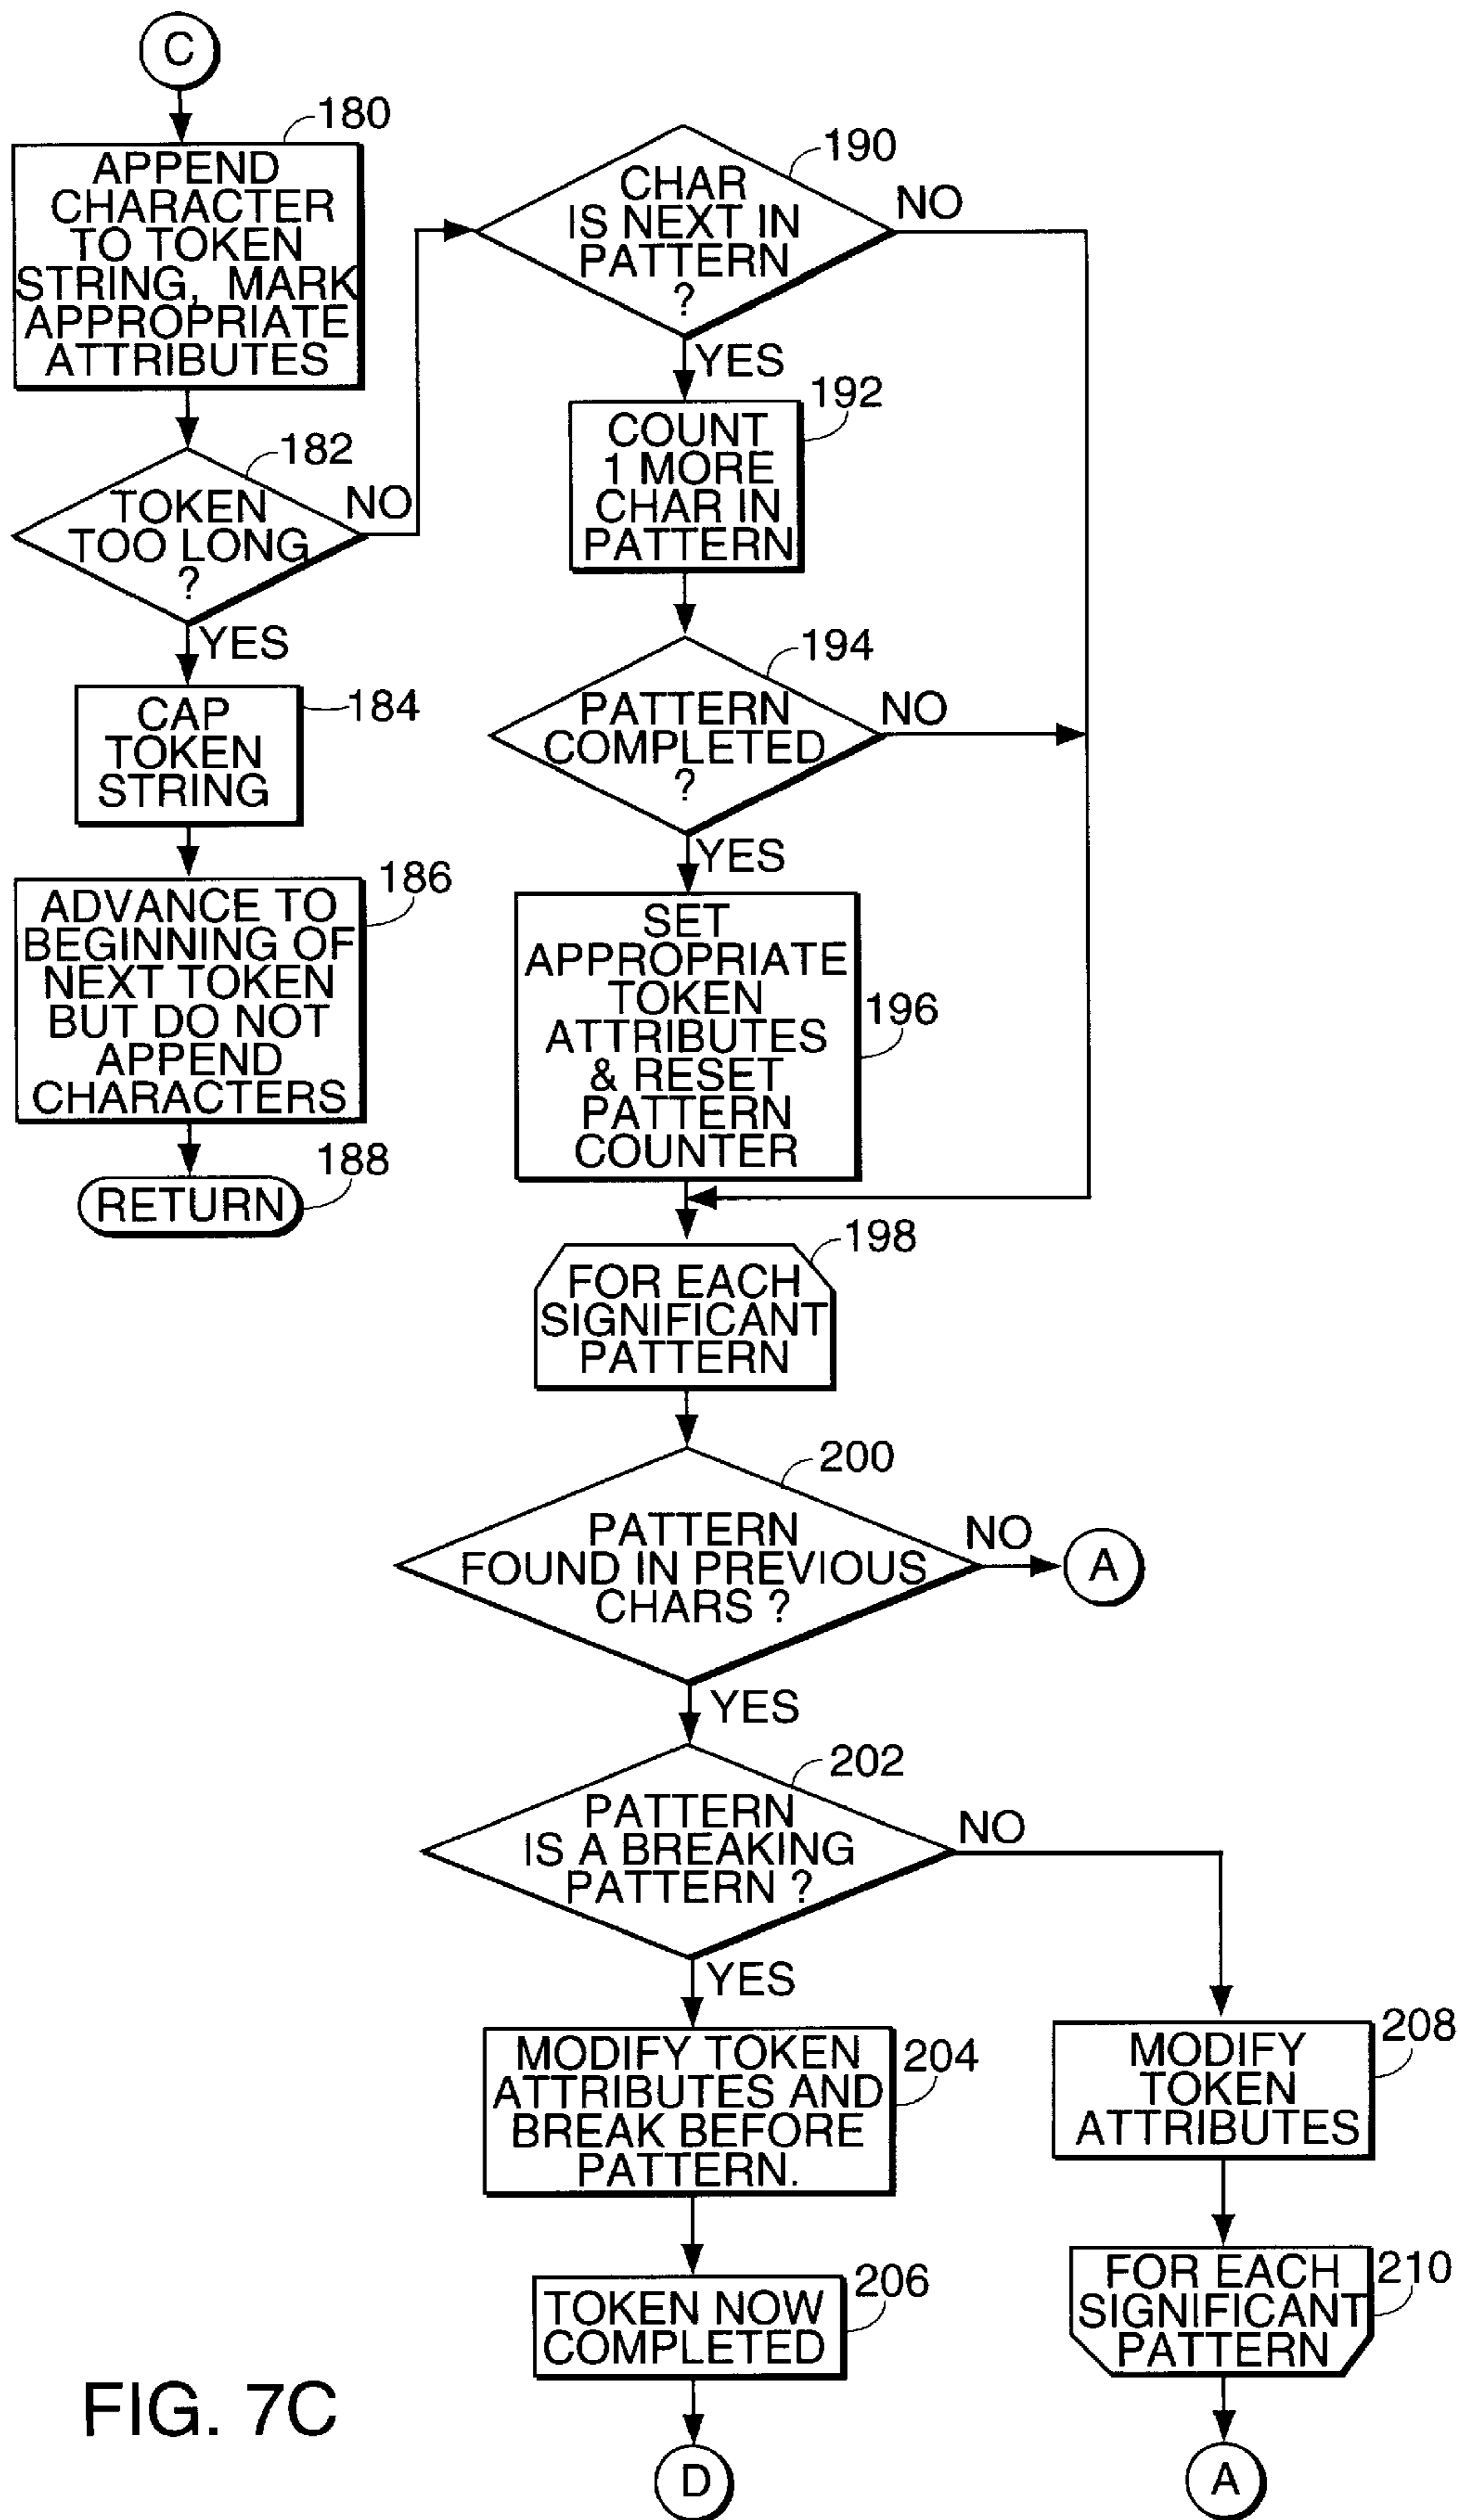 C
180
APPEND
CHARACTER
TO TOKEN
STRING, MARK
APPROPRIATE
ATTRIBUTES
182
TOKEN
TOO LONG
?
NO
YES
184
CAP
TOKEN
STRING
186
ADVANCE TO
BEGINNING OF
NEXT TOKEN
BUT DO NOT
APPEND
CHARACTERS
188
RETURN
190
CHAR
IS NEXT IN
PATTERN
?
NO
YES
192
COUNT
1 MORE
CHAR IN
PATTERN
194
PATTERN
COMPLETED
?
NO
YES
196
SET
APPROPRIATE
TOKEN
ATTRIBUTES
& RESET
PATTERN
COUNTER
198
FOR EACH
SIGNIFICANT
PATTERN
200
PATTERN
FOUND IN PREVIOUS
CHARS ?
NO
A
YES
202
PATTERN
IS A BREAKING
PATTERN ?
NO
YES
204
MODIFY TOKEN
ATTRIBUTES AND
BREAK BEFORE
PATTERN.
206
TOKEN NOW
COMPLETED
D
208
MODIFY
TOKEN
ATTRIBUTES
210
FOR EACH
SIGNIFICANT
PATTERN
A
FIG. 7C